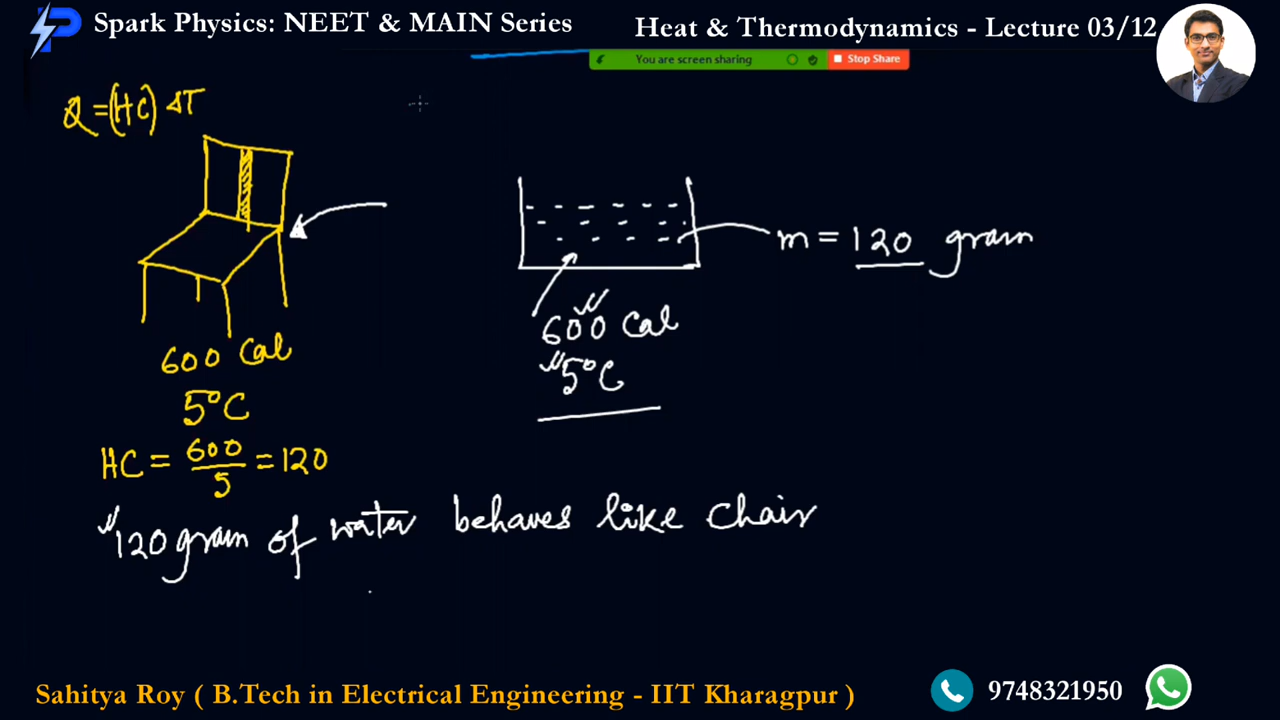 Spark Physics: NEET & MAIN Series
Heat & Thermodynamics - Lecture 03/12
You are screen sharing
Stop Share
Q = (HC) ΔT
m = 120 gram
600 Cal
5°C
600 Cal
5°C
HC = 600/5 = 120
120 gram of water behaves like chair
Sahitya Roy ( B.Tech in Electrical Engineering - IIT Kharagpur )
9748321950